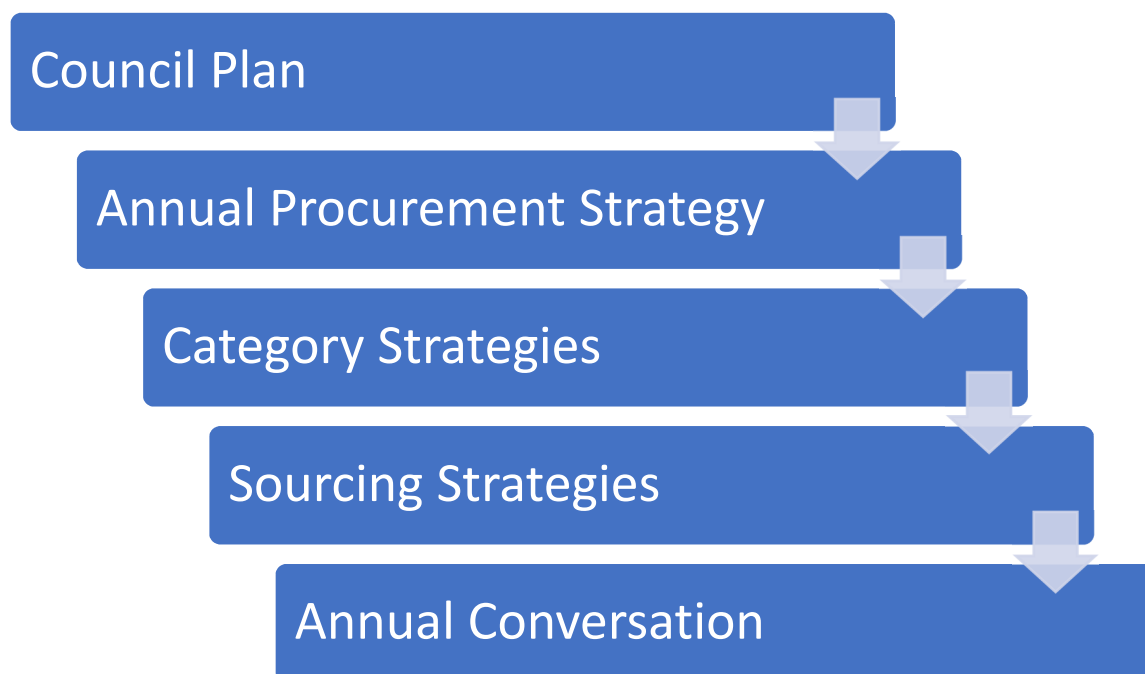 Council Plan
Annual Procurement Strategy
Category Strategies
Sourcing Strategies
Annual Conversation